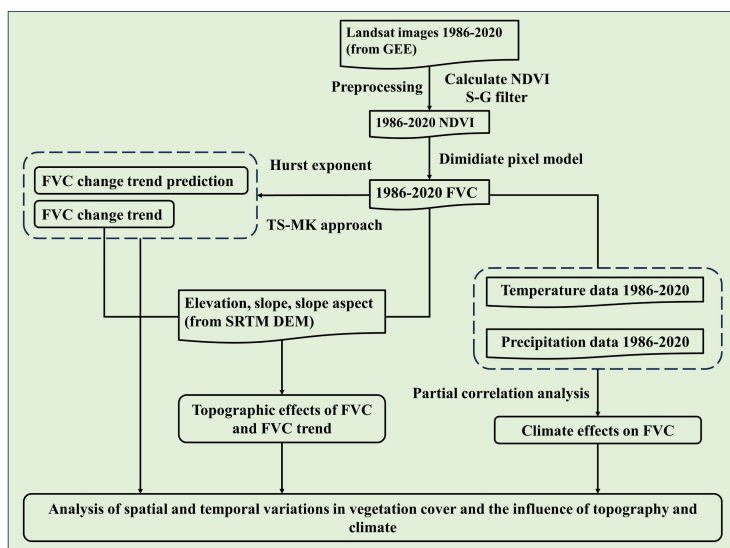 Landsat images 1986-2020
(from GEE)
Preprocessing
Calculate NDVI
S-G filter
1986-2020 NDVI
Hurst exponent
Dimidiate pixel model
FVC change trend prediction
1986-2020 FVC
FVC change trend
TS-MK approach
Elevation, slope, slope aspect
(from SRTM DEM)
Temperature data 1986-2020
Precipitation data 1986-2020
Partial correlation analysis
Topographic effects of FVC
and FVC trend
Climate effects on FVC
Analysis of spatial and temporal variations in vegetation cover and the influence of topography and
climate